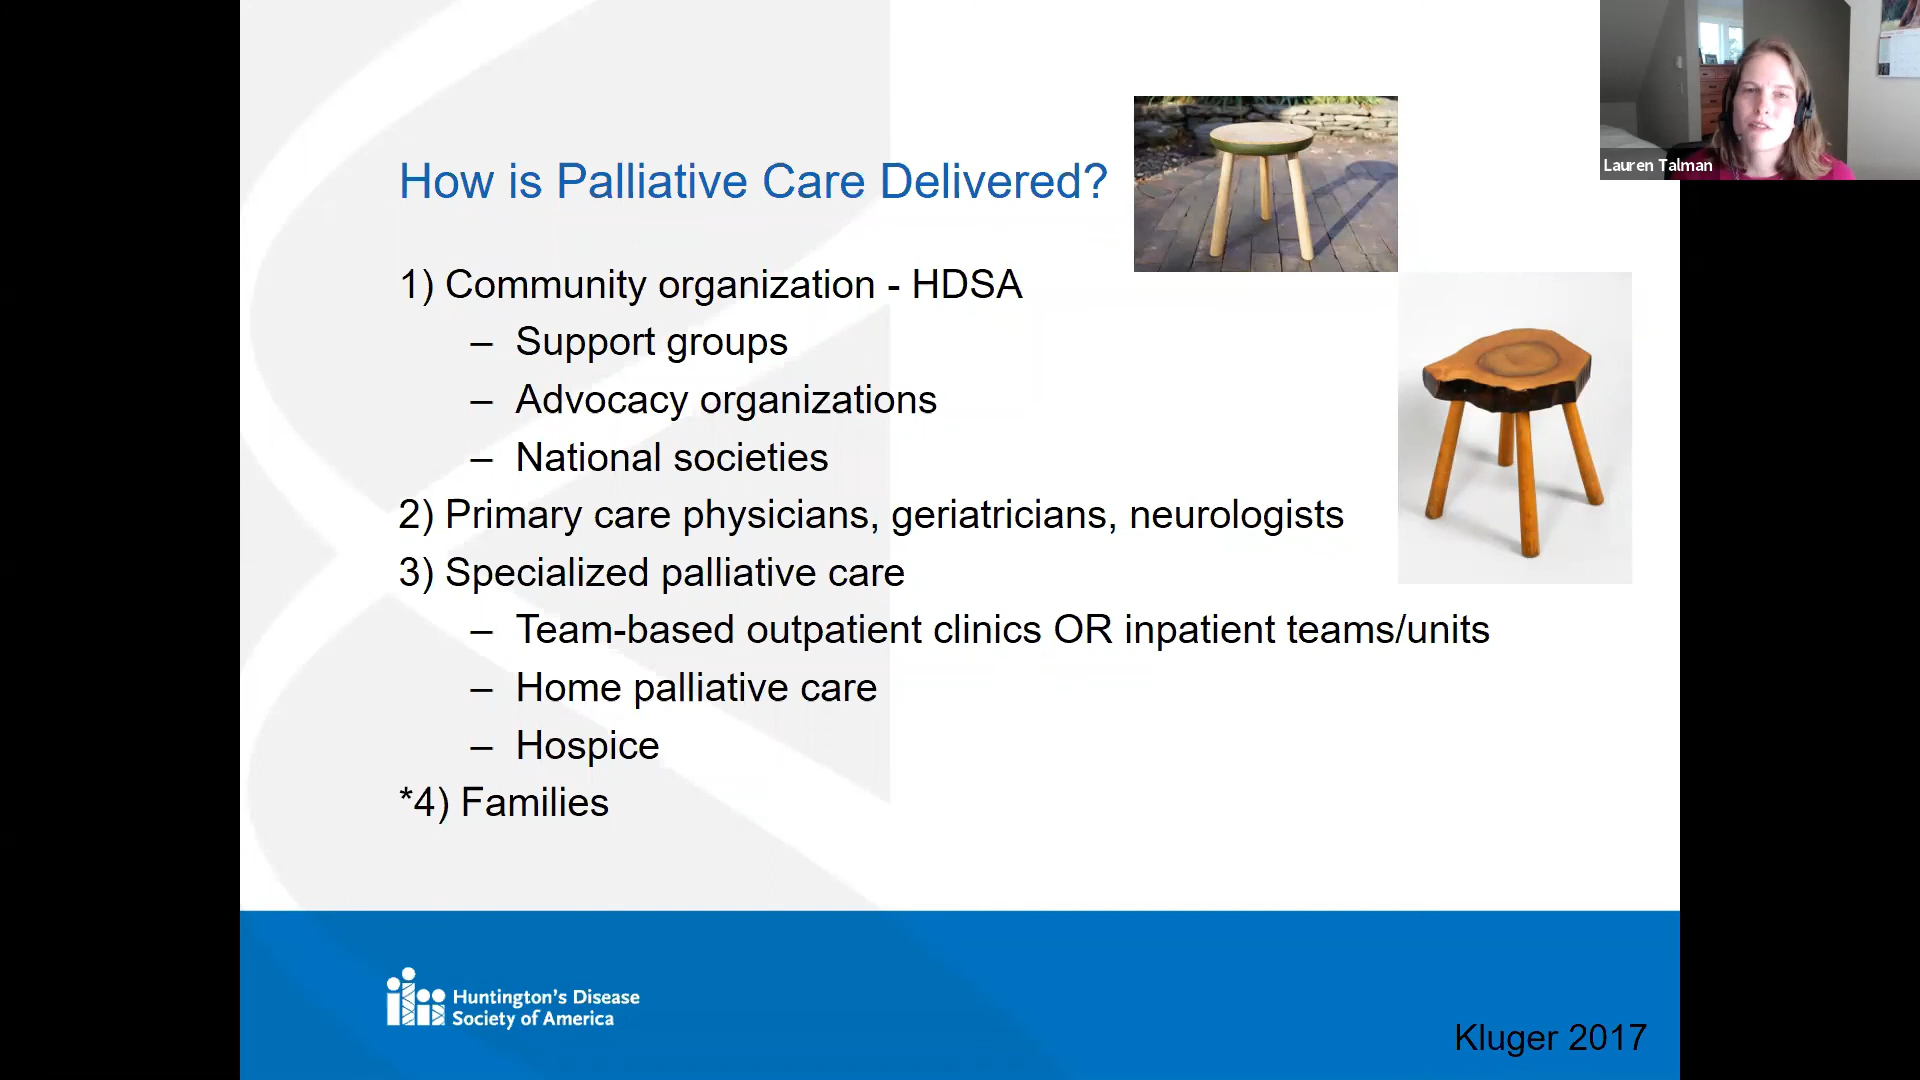 Lauren Talman
How is Palliative Care Delivered?
1) Community organization - HDSA
– Support groups
– Advocacy organizations
– National societies
2) Primary care physicians, geriatricians, neurologists
3) Specialized palliative care
– Team-based outpatient clinics OR inpatient teams/units
– Home palliative care
– Hospice
*4) Families
Huntington's Disease
Society of America
Kluger 2017